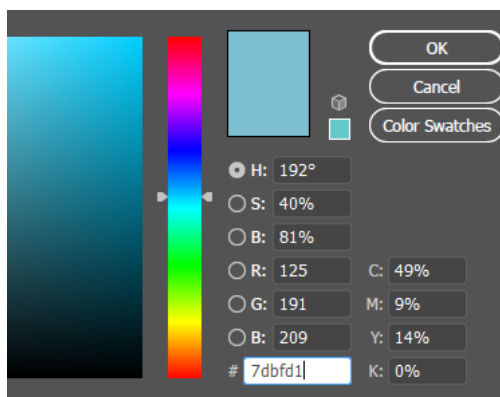 OK
Cancel
Color Swatches
H: 192°
S: 40%
B: 81%
R: 125 C: 49%
G: 191 M: 9%
B: 209 Y: 14%
# 7dbfd1 K: 0%